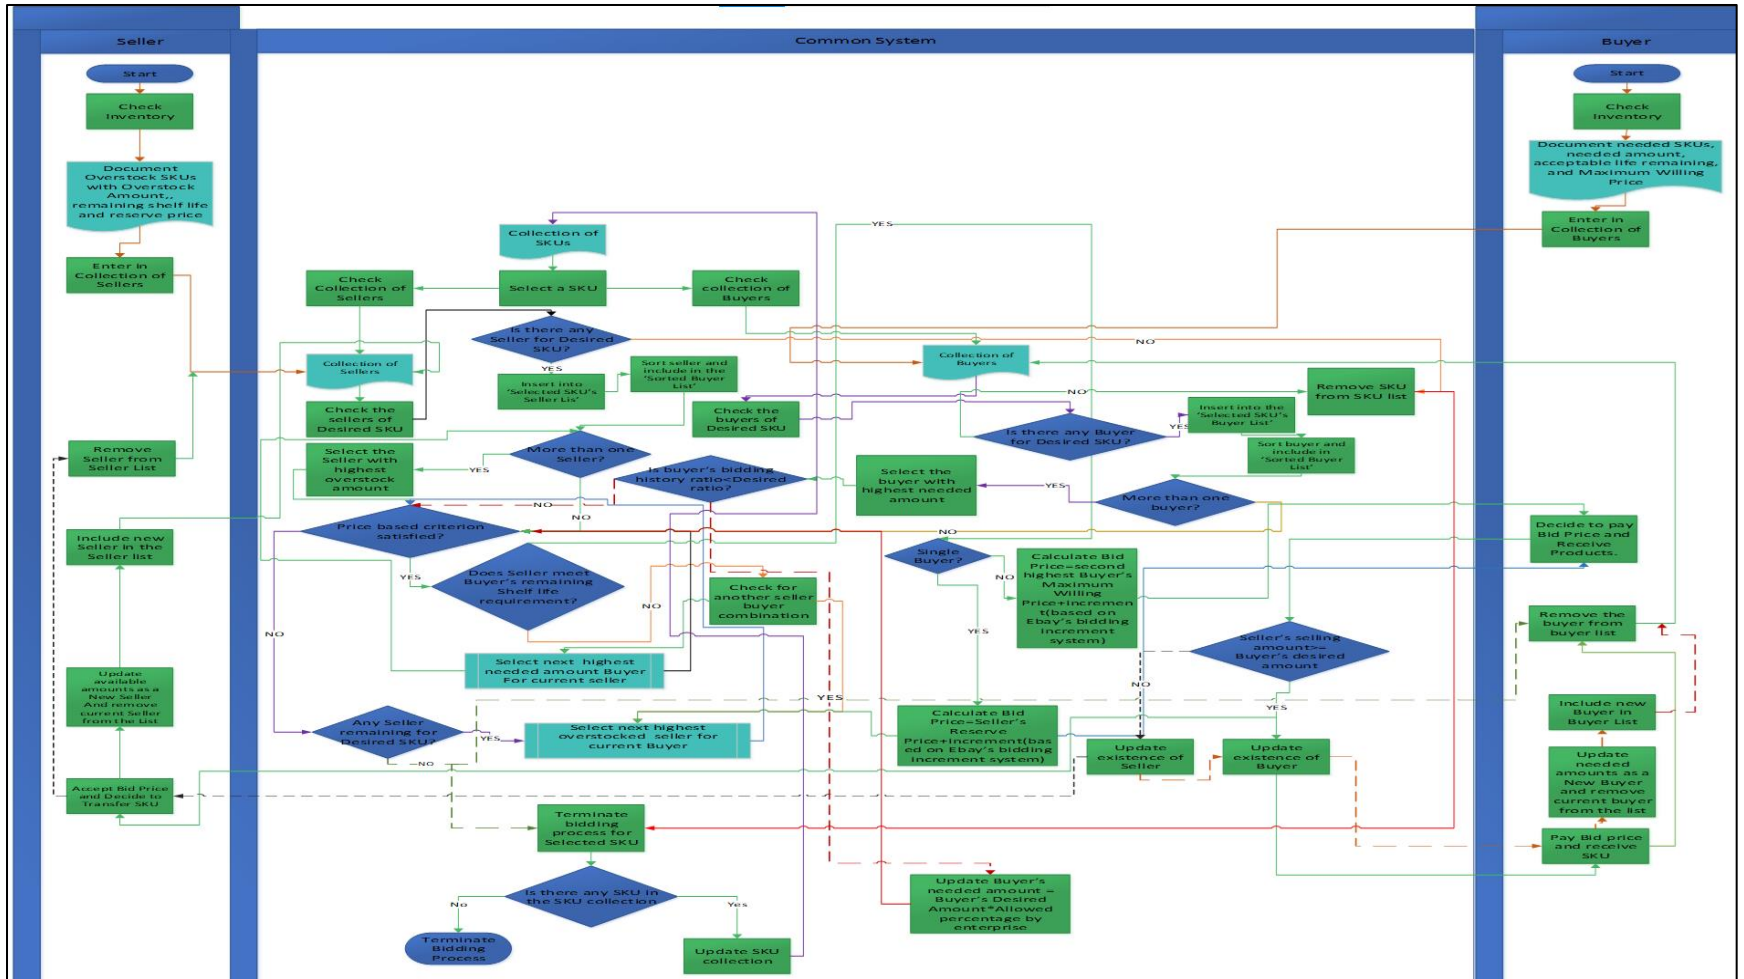 Seller
Common System
Buyer
Start
Check
Inventory
Document
Overstock SKUs
with Overstock
Amount,,
remaining shelf life
and reserve price
Enter in
Collection of
Sellers
Remove
Seller from
Seller List
Include new
Seller in the
Seller list
Update
available
amounts as a
New Seller
And remove
current Seller
from the List
Accept Bid Price
and Decide to
Transfer SKU
Collection of
SKUs
Check
Collection of
Sellers
Select a SKU
Check
collection of
Buyers
Is there any
Seller for Desired
SKU?
YES
NO
Sort seller and
include in the
'Sorted Buyer
List'
Insert into
'Selected SKU's
Seller Lis'
Collection of
Sellers
Check the
sellers of
Desired SKU
Check the
buyers of
Desired SKU
Collection of
Buyers
YES
NO
Remove SKU
from SKU list
Is there any Buyer
for Desired SKU?
YES
Insert into the
'Selected SKU's
Buyer List'
Sort buyer and
include in
'Sorted Buyer
List'
More than one
Seller?
YES
NO
Select the
Seller with
highest
overstock
amount
Is buyer's bidding
history ratio<Desired
ratio?
NO
Select the
buyer with
highest needed
amount
YES
More than one
buyer?
NO
Price based criterion
satisfied?
YES
NO
Does Seller meet
Buyer's remaining
Shelf life
requirement?
NO
Check for
another seller
buyer
combination
Single
Buyer?
NO
YES
Calculate Bid
Price=second
highest Buyer's
Maximum
Willing
Price+incremen
t(based on
Ebay's bidding
increment
system)
Select next  highest
needed amount Buyer
For current seller
YES
Any Seller
remaining for
Desired SKU?
YES
NO
Select next highest
overstocked  seller for
current Buyer
Calculate Bid
Price=Seller's
Reserve
Price+increment(bas
ed on Ebay's bidding
increment system)
Seller's selling
amount>=
Buyer's desired
amount
NO
YES
Update
existence of
Seller
Update
existence of
Buyer
Terminate
bidding
process for
Selected SKU
Is there any SKU in
the SKU collection
No
Yes
Terminate
Bidding
Process
Update SKU
collection
Update Buyer's
needed amount =
Buyer's Desired
Amount*Allowed
percentage by
enterprise
Start
Check
Inventory
Document needed SKUs,
needed amount,
acceptable life remaining,
and Maximum Willing
Price
Enter in
Collection of
Buyers
Decide to pay
Bid Price and
Receive
Products.
Remove the
buyer from
buyer list
Include new
Buyer in
Buyer List
Update
needed
amounts as a
New Buyer
and remove
current buyer
from the list
Pay Bid price
and receive
SKU